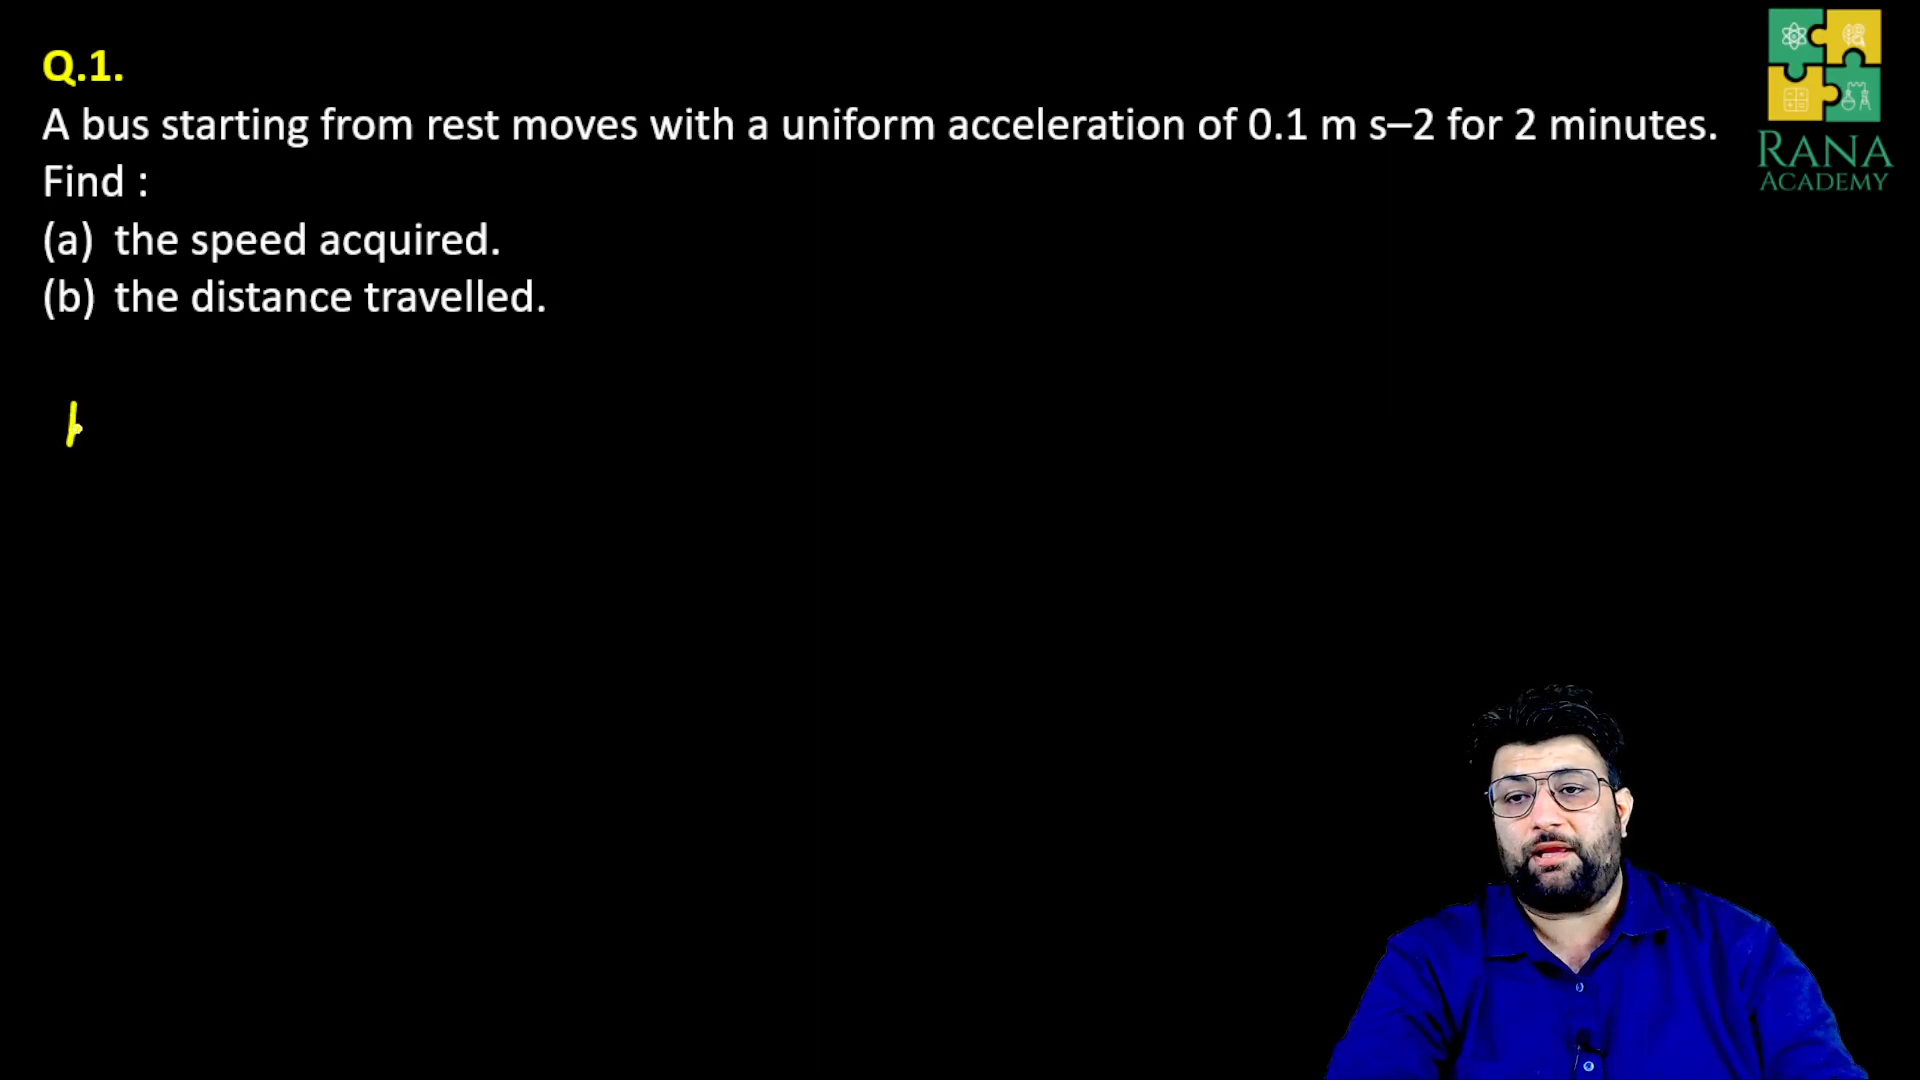 Q.1.
A bus starting from rest moves with a uniform acceleration of 0.1 m s–2 for 2 minutes.
Find :
(a) the speed acquired.
(b) the distance travelled.
RANA
ACADEMY